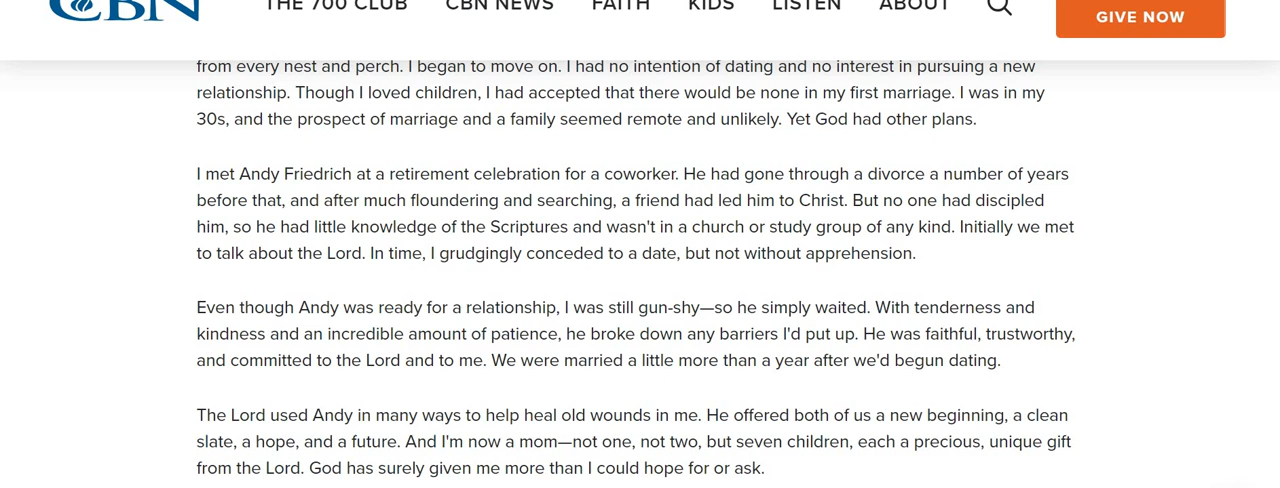 CBN
THE 700 CLUB CBN NEWS FAITH KIDS LISTEN ABOUT
GIVE NOW
from every nest and perch. I began to move on. I had no intention of dating and no interest in pursuing a new
relationship. Though I loved children, I had accepted that there would be none in my first marriage. I was in my
30s, and the prospect of marriage and a family seemed remote and unlikely. Yet God had other plans.
I met Andy Friedrich at a retirement celebration for a coworker. He had gone through a divorce a number of years
before that, and after much floundering and searching, a friend had led him to Christ. But no one had discipled
him, so he had little knowledge of the Scriptures and wasn't in a church or study group of any kind. Initially we met
to talk about the Lord. In time, I grudgingly conceded to a date, but not without apprehension.
Even though Andy was ready for a relationship, I was still gun-shy—so he simply waited. With tenderness and
kindness and an incredible amount of patience, he broke down any barriers I'd put up. He was faithful, trustworthy,
and committed to the Lord and to me. We were married a little more than a year after we'd begun dating.
The Lord used Andy in many ways to help heal old wounds in me. He offered both of us a new beginning, a clean
slate, a hope, and a future. And I'm now a mom—not one, not two, but seven children, each a precious, unique gift
from the Lord. God has surely given me more than I could hope for or ask.